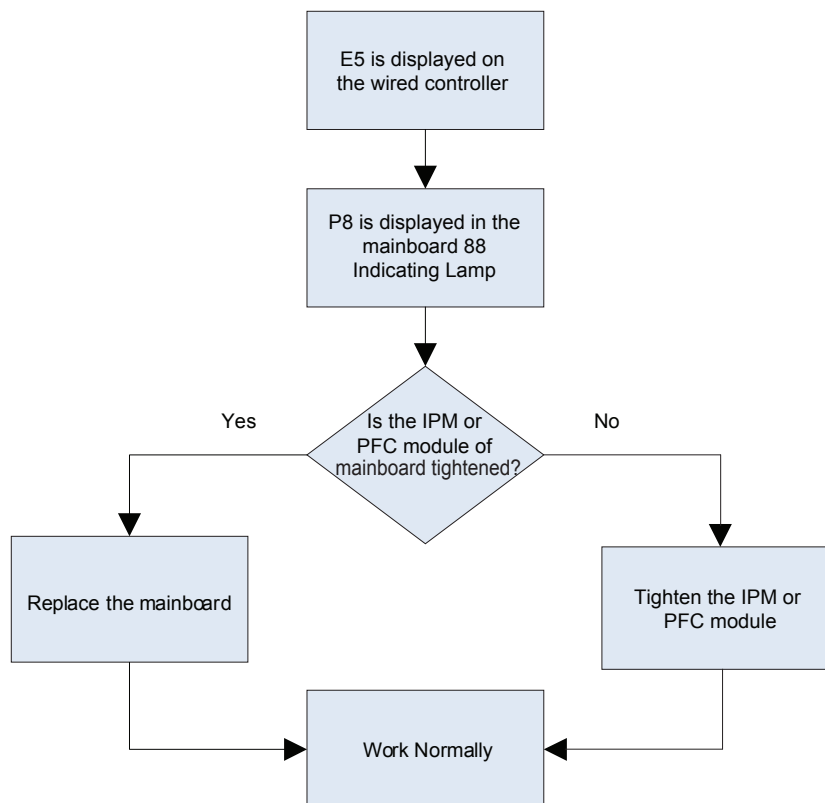 E5 is displayed on
the wired controller
P8 is displayed in the
mainboard 88
Indicating Lamp
Yes
Is the IPM or
PFC module of
mainboard tightened?
No
Replace the mainboard
Tighten the IPM or
PFC module
Work Normally